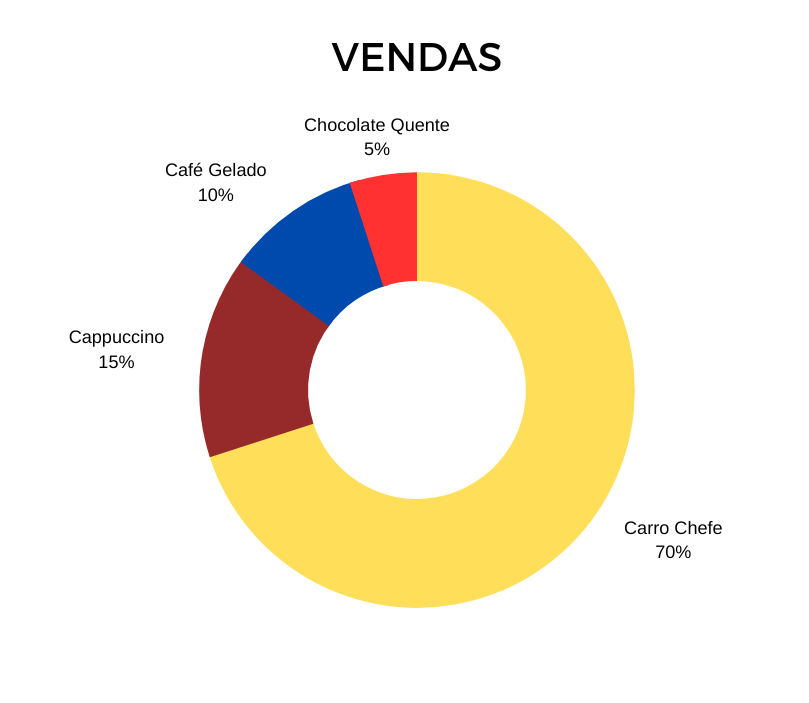 VENDAS
Chocolate Quente
5%
Café Gelado
10%
Cappuccino
15%
Carro Chefe
70%